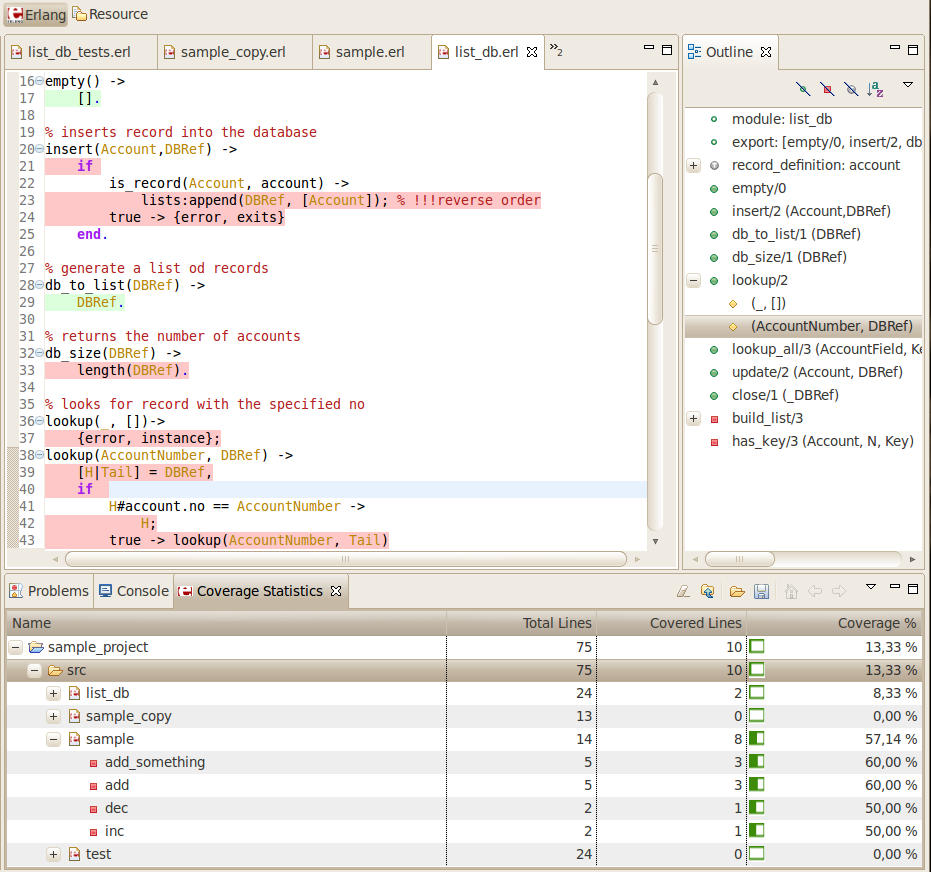 Erlang Resource
list_db_tests.erl sample_copy.erl sample.erl list_db.erl »2
16 empty() ->
17 [].
18
19 % inserts record into the database
20 insert(Account,DBRef) ->
21 if
22 is_record(Account, account) ->
23 lists:append(DBRef, [Account]); % !!!reverse order
24 true -> {error, exits}
25 end.
26
27 % generate a list od records
28 db_to_list(DBRef) ->
29 DBRef.
30
31 % returns the number of accounts
32 db_size(DBRef) ->
33 length(DBRef).
34
35 % looks for record with the specified no
36 lookup(_, [])->
37 {error, instance};
38 lookup(AccountNumber, DBRef) ->
39 [H|Tail] = DBRef,
40 if
41 H#account.no == AccountNumber ->
42 H;
43 true -> lookup(AccountNumber, Tail)
Outline
module: list_db
export: [empty/0, insert/2, db
record_definition: account
empty/0
insert/2 (Account,DBRef)
db_to_list/1 (DBRef)
db_size/1 (DBRef)
lookup/2
(_, [])
(AccountNumber, DBRef)
lookup_all/3 (AccountField, Ke
update/2 (Account, DBRef)
close/1 (_DBRef)
build_list/3
has_key/3 (Account, N, Key)
Problems Console Coverage Statistics
Name Total Lines Covered Lines Coverage %
sample_project 75 10 13,33 %
src 75 10 13,33 %
list_db 24 2 8,33 %
sample_copy 13 0 0,00 %
sample 14 8 57,14 %
add_something 5 3 60,00 %
add 5 3 60,00 %
dec 2 1 50,00 %
inc 2 1 50,00 %
test 24 0 0,00 %